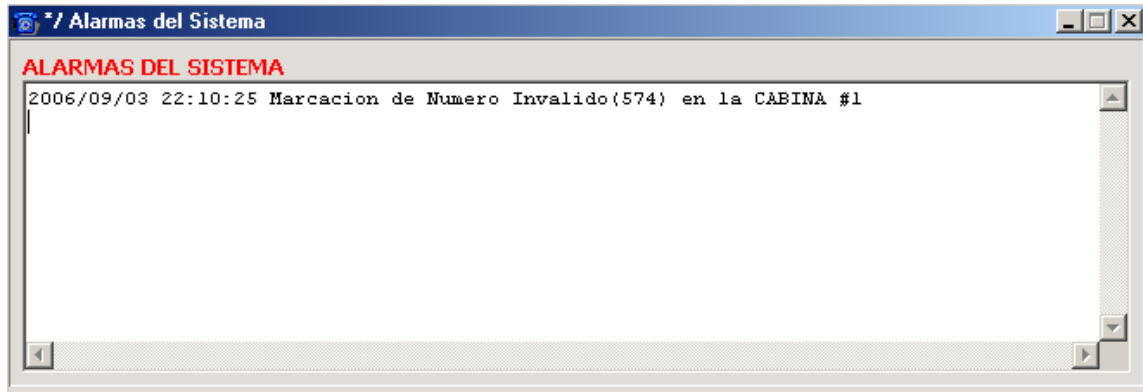 */ Alarmas del Sistema
ALARMAS DEL SISTEMA
2006/09/03 22:10:25 Marcacion de Numero Invalido(574) en la CABINA #1